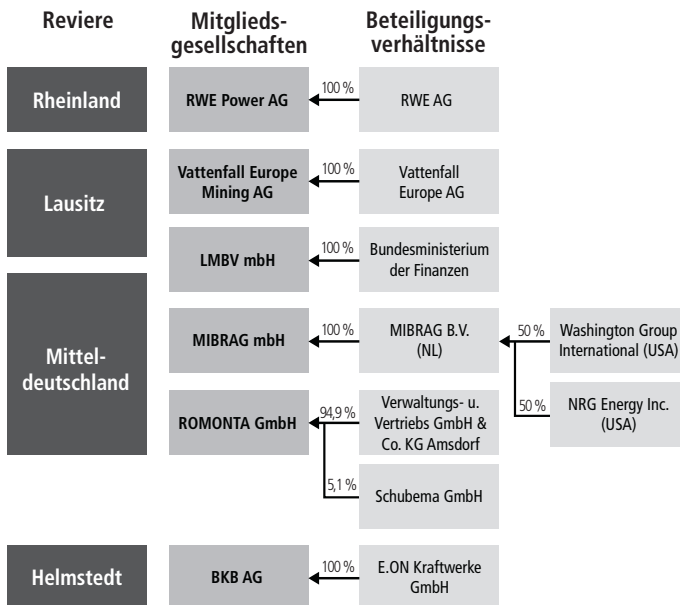 Reviere
Mitglieds-
gesellschaften
Beteiligungs-
verhältnisse
Rheinland
RWE Power AG
100 %
RWE AG
Lausitz
Vattenfall Europe
Mining AG
100 %
Vattenfall
Europe AG
LMBV mbH
100 %
Bundesministerium
der Finanzen
Mittel-
deutschland
MIBRAG mbH
100 %
MIBRAG B.V.
(NL)
50 %
Washington Group
International (USA)
50 %
NRG Energy Inc.
(USA)
ROMONTA GmbH
94,9 %
Verwaltungs- u.
Vertriebs GmbH &
Co. KG Amsdorf
5,1 %
Schubema GmbH
Helmstedt
BKB AG
100 %
E.ON Kraftwerke
GmbH